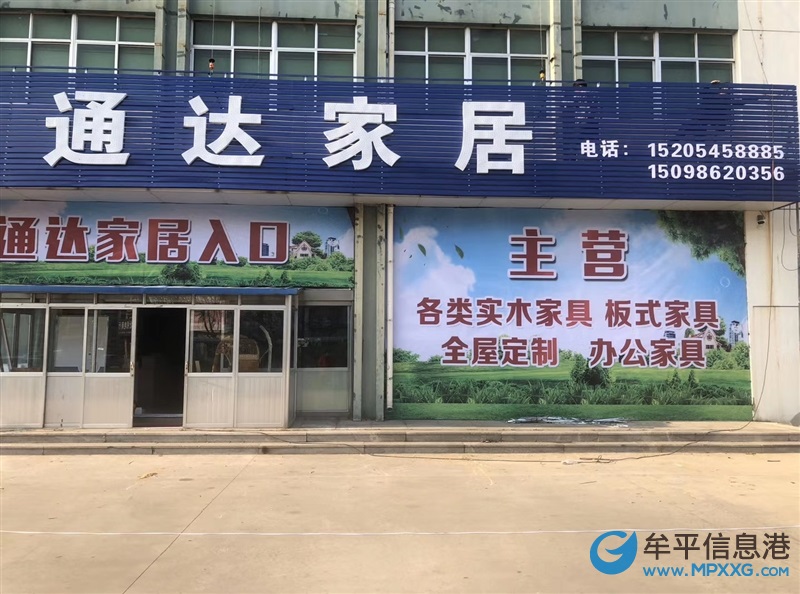 通达家居
电话：15205458885
15098620356
通达家居入口
主营
各类实木家具 板式家具
全屋定制 办公家具
牟平信息港
www.MPXXG.com